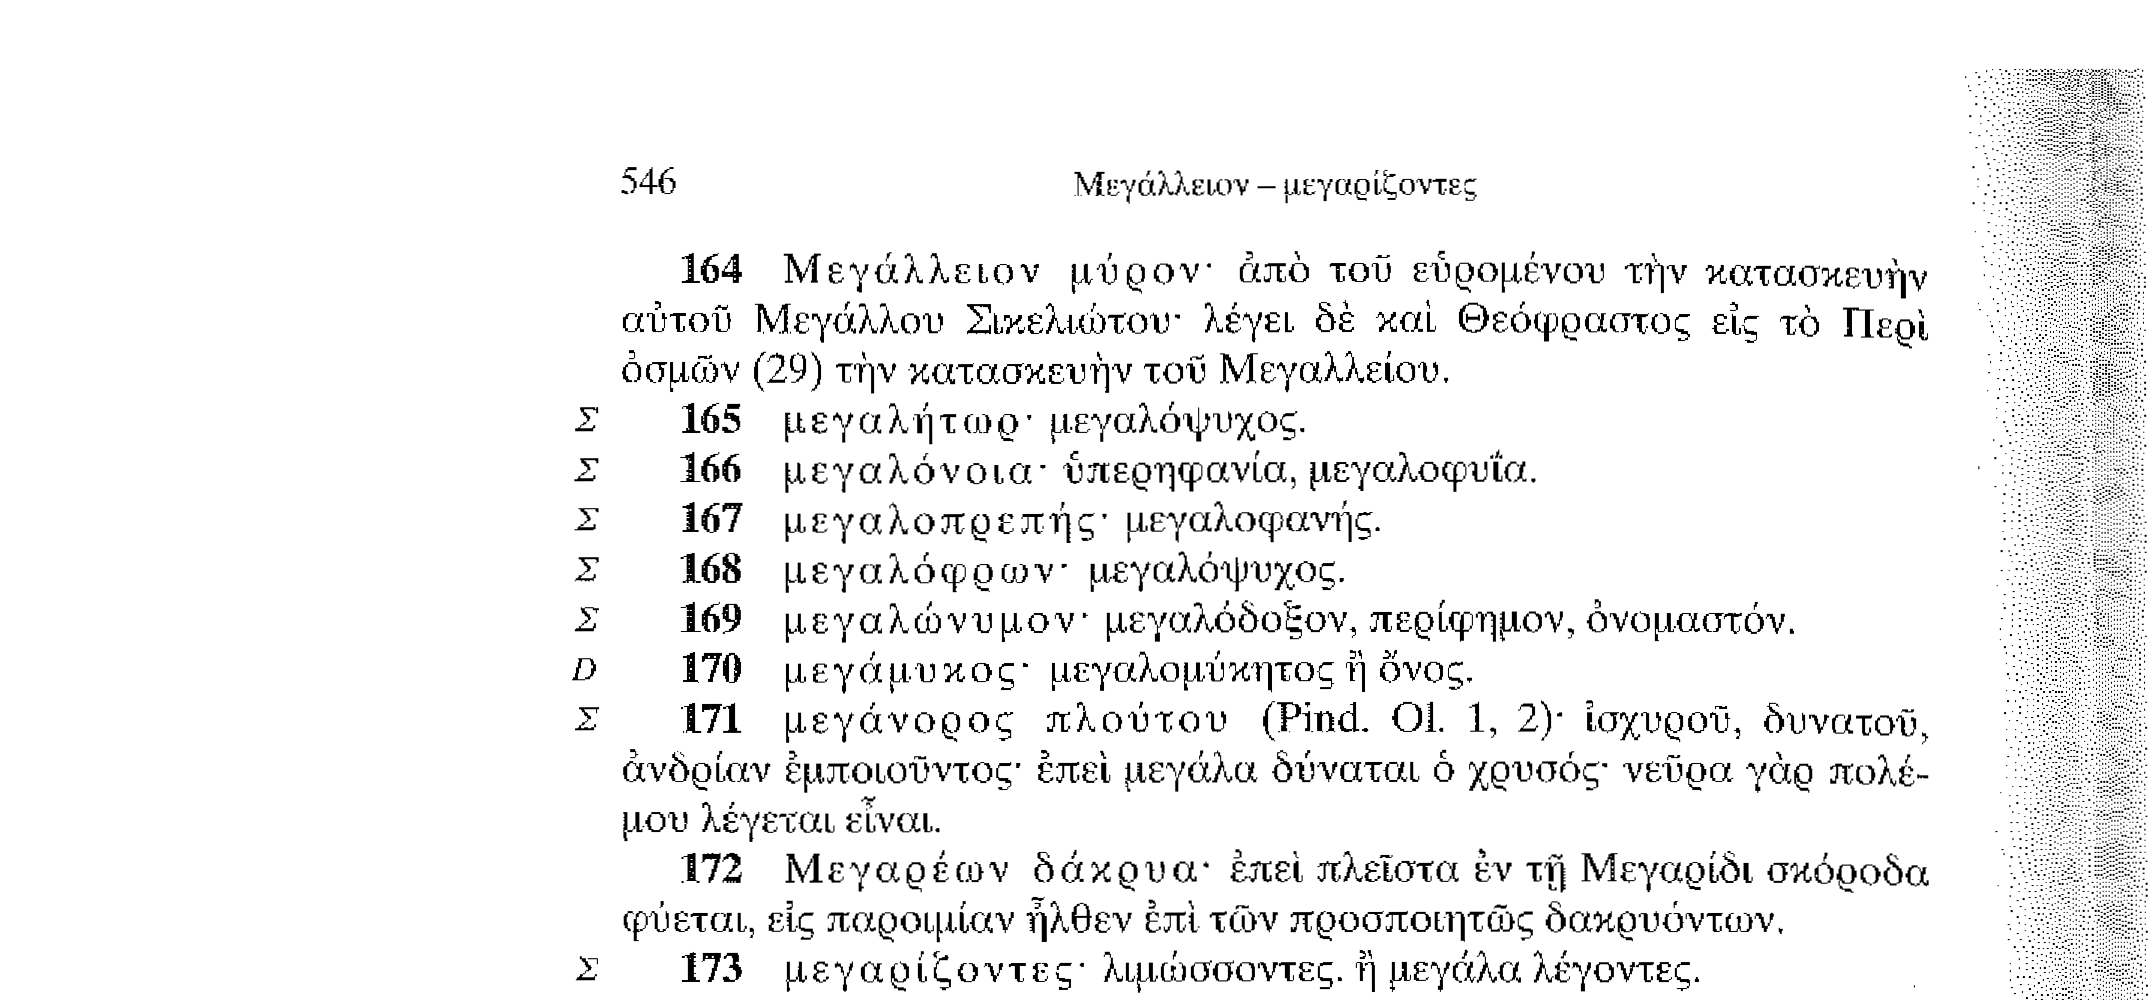 546 Μεγάλλειον – μεγαρίζοντες
164 Μεγάλλειον μύρον· ἀπὸ τοῦ εὑρομένου τὴν κατασκευὴν
αὐτοῦ Μεγάλλου Σικελιώτου· λέγει δὲ καὶ Θεόφραστος εἰς τὸ Περὶ
ὀσμῶν (29) τὴν κατασκευὴν τοῦ Μεγαλλείου.
Σ 165 μεγαλήτωρ· μεγαλόψυχος.
Σ 166 μεγαλόνοια· ὑπερηφανία, μεγαλοφυΐα.
Σ 167 μεγαλοπρεπής· μεγαλοφανής.
Σ 168 μεγαλόφρων· μεγαλόψυχος.
Σ 169 μεγαλώνυμον· μεγαλόδοξον, περίφημον, ὀνομαστόν.
D 170 μεγάμυκος· μεγαλομύκητος ἢ ὄνος.
Σ 171 μεγάνορος πλούτου (Pind. Ol. 1, 2)· ἰσχυροῦ, δυνατοῦ,
ἀνδρίαν ἐμποιοῦντος· ἐπεὶ μεγάλα δύναται ὁ χρυσός· νεῦρα γὰρ πολέ-
μου λέγεται εἶναι.
172 Μεγαρέων δάκρυα· ἐπεὶ πλεῖστα ἐν τῇ Μεγαρίδι σκόροδα
φύεται, εἰς παροιμίαν ἦλθεν ἐπὶ τῶν προσποιητῶς δακρυόντων.
Σ 173 μεγαρίζοντες· λιμώσσοντες. ἢ μεγάλα λέγοντες.